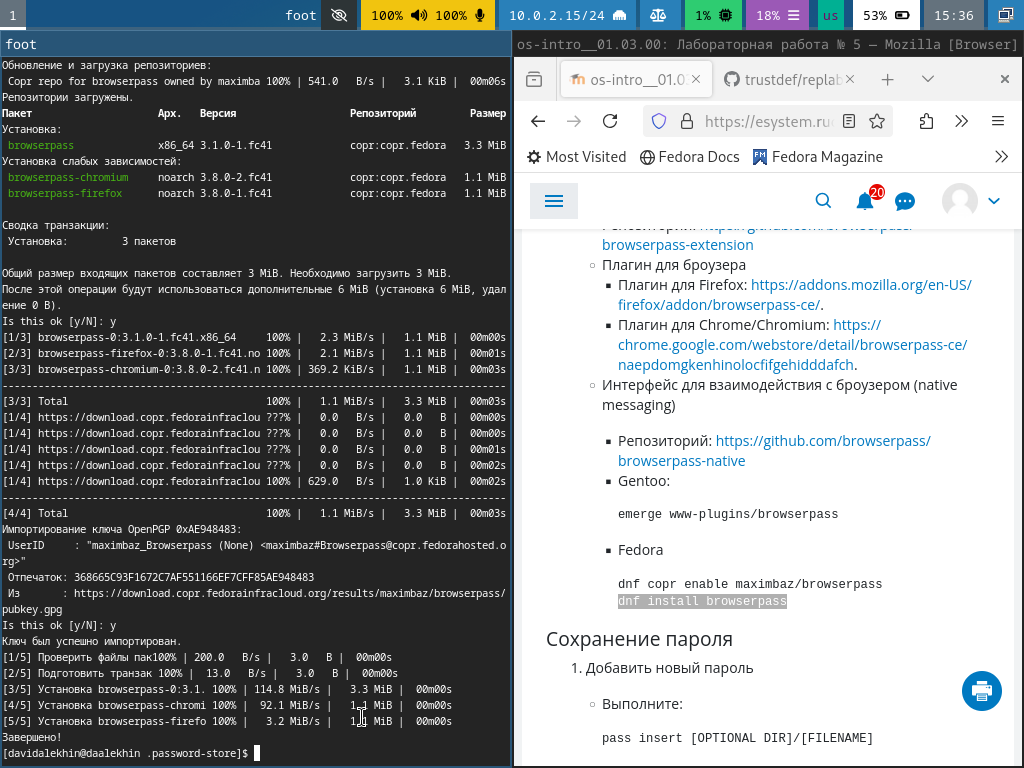 1
foot
100%
100%
10.0.2.15/24
1%
18%
us
53%
15:36
foot
Обновление и загрузка репозиториев:
Copr repo for browserpass owned by maximba 100% | 541.0   B/s |   3.1 KiB |  00m06s
Репозитории загружены.
Пакет Арх. Версия Репозиторий Размер
Установка:
browserpass x86_64 3.1.0-1.fc41 copr:copr.fedora 3.3 MiB
Установка слабых зависимостей:
browserpass-chromium noarch 3.8.0-2.fc41 copr:copr.fedora 1.1 MiB
browserpass-firefox noarch 3.8.0-1.fc41 copr:copr.fedora 1.1 MiB
Сводка транзакции:
Установка: 3 пакетов
Общий размер входящих пакетов составляет 3 MiB. Необходимо загрузить 3 MiB.
После этой операции будут использоваться дополнительные 6 MiB (установка 6 MiB, удал
ение 0 B).
Is this ok [y/N]: y
[1/3] browserpass-0:3.1.0-1.fc41.x86_64 100% |   2.3 MiB/s |   1.1 MiB |  00m00s
[2/3] browserpass-firefox-0:3.8.0-1.fc41.no 100% |   2.1 MiB/s |   1.1 MiB |  00m01s
[3/3] browserpass-chromium-0:3.8.0-2.fc41.n 100% | 369.2 KiB/s |   1.1 MiB |  00m03s
------------------------------------------------------------------------------------
[3/3] Total 100% |   1.1 MiB/s |   3.3 MiB |  00m03s
[1/4] https://download.copr.fedorainfraclou ???% |   0.0   B/s |   0.0   B |  00m00s
[1/4] https://download.copr.fedorainfraclou ???% |   0.0   B/s |   0.0   B |  00m00s
[1/4] https://download.copr.fedorainfraclou ???% |   0.0   B/s |   0.0   B |  00m01s
[1/4] https://download.copr.fedorainfraclou ???% |   0.0   B/s |   0.0   B |  00m02s
[1/4] https://download.copr.fedorainfraclou 100% | 629.0   B/s |   1.0 KiB |  00m02s
------------------------------------------------------------------------------------
[4/4] Total 100% |   1.1 MiB/s |   3.3 MiB |  00m03s
Импортирование ключа OpenPGP 0xAE948483:
UserID     : "maximbaz_Browserpass (None) <maximbaz#Browserpass@copr.fedorahosted.o
rg>"
Отпечаток: 368665C93F1672C7AF551166EF7CFF85AE948483
Из        : https://download.copr.fedorainfracloud.org/results/maximbaz/browserpass/
pubkey.gpg
Is this ok [y/N]: y
Ключ был успешно импортирован.
[1/5] Проверить файлы пак100% | 200.0   B/s |   3.0   B |  00m00s
[2/5] Подготовить транзак 100% |  13.0   B/s |   3.0   B |  00m00s
[3/5] Установка browserpass-0:3.1. 100% | 114.8 MiB/s |   3.3 MiB |  00m00s
[4/5] Установка browserpass-chromi 100% |  92.1 MiB/s |   1.1 MiB |  00m00s
[5/5] Установка browserpass-firefo 100% |   3.2 MiB/s |   1.1 MiB |  00m00s
Завершено!
[davidalekhin@daalekhin .password-store]$
os-intro__01.03.00: Лабораторная работа № 5 — Mozilla [Browser]
os-intro__01.0
trustdef/replab
https://esystem.ru
Most Visited
Fedora Docs
Fedora Magazine
20
browserpass-extension
Плагин для броузера
Плагин для Firefox: https://addons.mozilla.org/en-US/
firefox/addon/browserpass-ce/.
Плагин для Chrome/Chromium: https://
chrome.google.com/webstore/detail/browserpass-ce/
naepdomgkenhinolocfifgehidddafch.
Интерфейс для взаимодействия с броузером (native
messaging)
Репозиторий: https://github.com/browserpass/
browserpass-native
Gentoo:
emerge www-plugins/browserpass
Fedora
dnf copr enable maximbaz/browserpass
dnf install browserpass
Сохранение пароля
1. Добавить новый пароль
Выполните:
pass insert [OPTIONAL DIR]/[FILENAME]